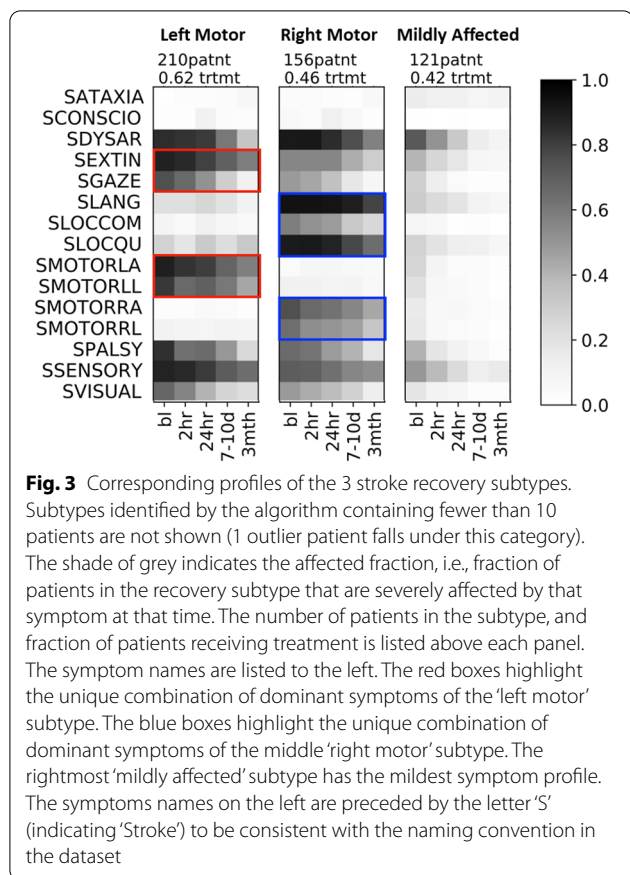 Left Motor Right Motor Mildly Affected
210patnt 156patnt 121patnt
0.62 trtmt 0.46 trtmt 0.42 trtmt
SATAXIA
SCONSCIO
SDYSAR
SEXTIN
SGAZE
SLANG
SLOCCOM
SLOCQU
SMOTORLA
SMOTORLL
SMOTORRA
SMOTORRL
SPALSY
SSENSORY
SVISUAL
bl 2hr 24hr 7-10d 3mth
bl 2hr 24hr 7-10d 3mth
bl 2hr 24hr 7-10d 3mth
1.0
0.8
0.6
0.4
0.2
0.0
Fig. 3 Corresponding profiles of the 3 stroke recovery subtypes.
Subtypes identified by the algorithm containing fewer than 10
patients are not shown (1 outlier patient falls under this category).
The shade of grey indicates the affected fraction, i.e., fraction of
patients in the recovery subtype that are severely affected by that
symptom at that time. The number of patients in the subtype, and
fraction of patients receiving treatment is listed above each panel.
The symptom names are listed to the left. The red boxes highlight
the unique combination of dominant symptoms of the ‘left motor’
subtype. The blue boxes highlight the unique combination of
dominant symptoms of the middle ‘right motor’ subtype. The
rightmost ‘mildly affected’ subtype has the mildest symptom profile.
The symptoms names on the left are preceded by the letter ‘S’
(indicating ‘Stroke’) to be consistent with the naming convention in
the dataset